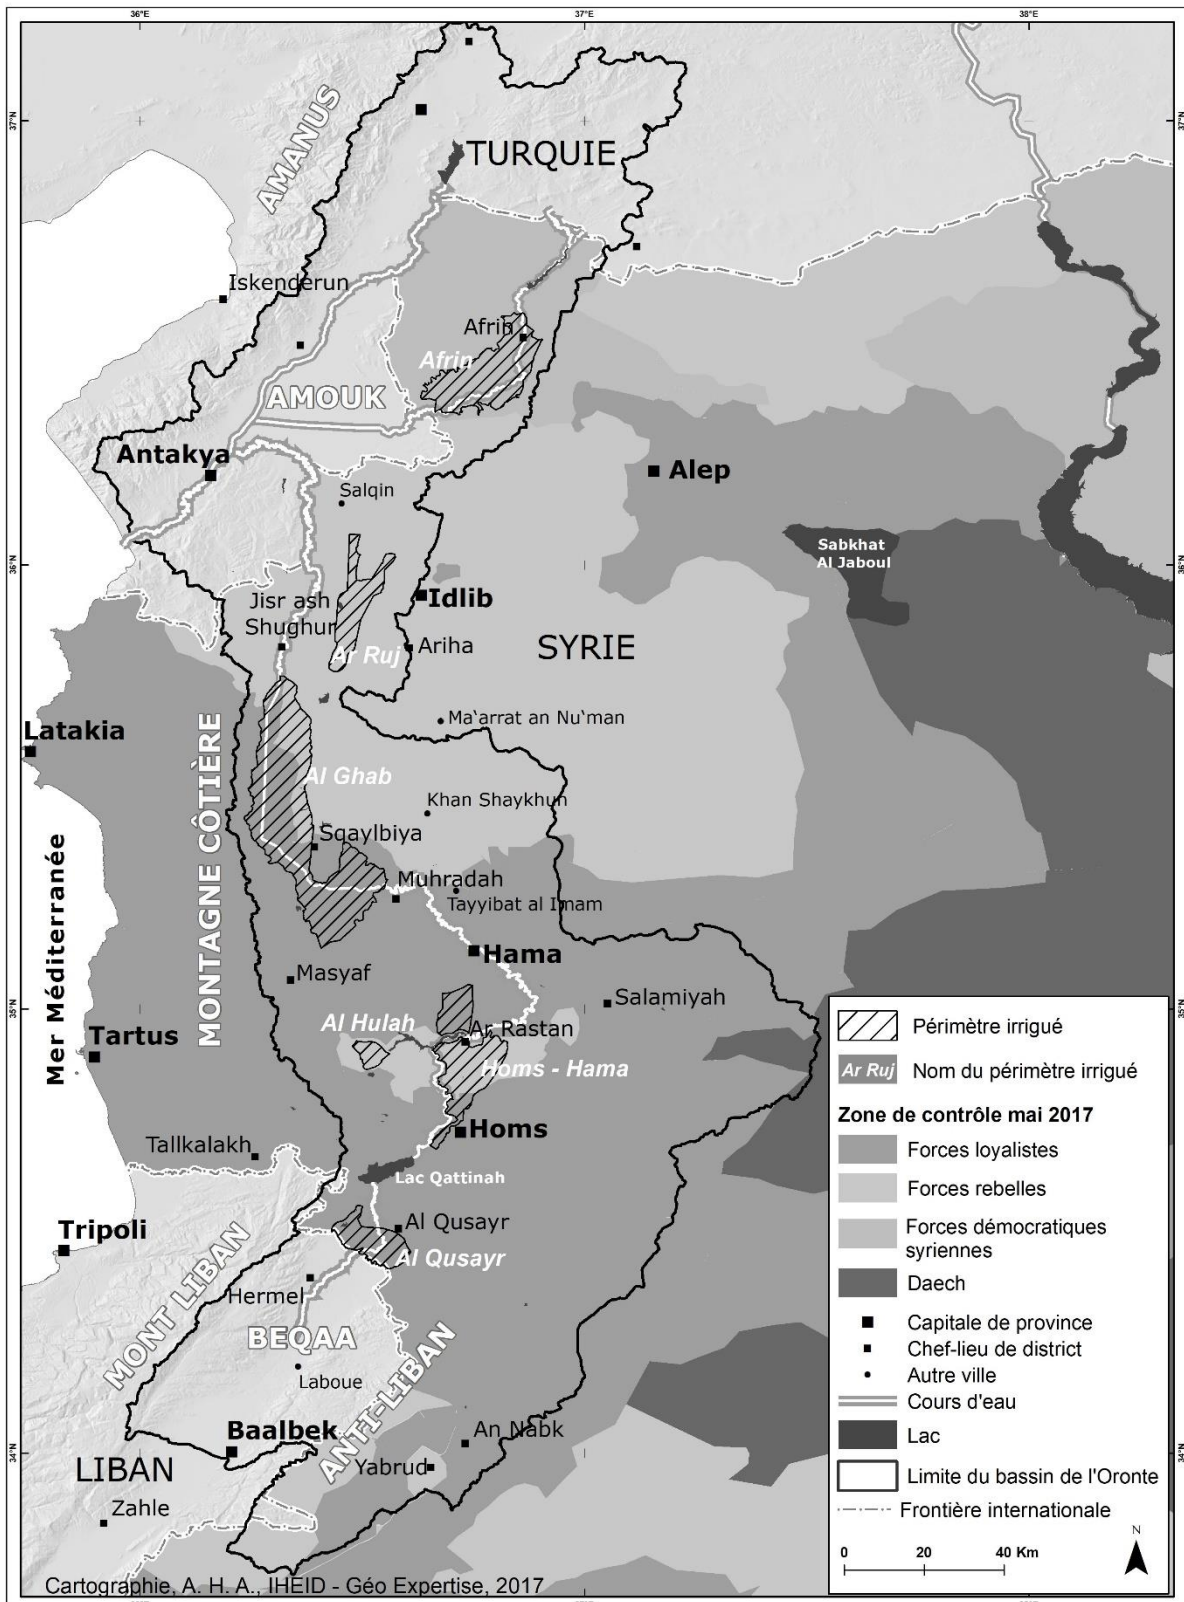 36°E
37°E
38°E
37°N
37°N
AMANUS
TURQUIE
Iskenderun
Afrin
Afrin
AMOUK
Antakya
Alep
Salqin
36°N
36°N
Sabkhat
Al Jaboul
Idlib
Jisr ash
Shughur
SYRIE
Ariha
Ar Ruj
Ma'arrat an Nu'man
Latakia
MONTAGNE CÔTIÈRE
Al Ghab
Khan Shaykhun
Sqaylbiya
Mer Méditerranée
Muhradah
Tayyibat al Imam
Hama
Masyaf
Salamiyah
35°N
35°N
Al Hulah
Ar Rastan
Tartus
Homs - Hama
Homs
Tallkalakh
Lac Qattinah
Tripoli
Al Qusayr
Al Qusayr
MONT LIBAN
Hermel
BEQAA
Laboue
ANTI-LIBAN
Baalbek
An Nabk
34°N
34°N
LIBAN
Yabrud
Zahle
Périmètre irrigué
Ar Ruj
Nom du périmètre irrigué
Zone de contrôle mai 2017
Forces loyalistes
Forces rebelles
Forces démocratiques
syriennes
Daech
Capitale de province
Chef-lieu de district
Autre ville
Cours d'eau
Lac
Limite du bassin de l'Oronte
Frontière internationale
0 20 40 Km
N
Cartographie, A. H. A., IHEID - Géo Expertise, 2017